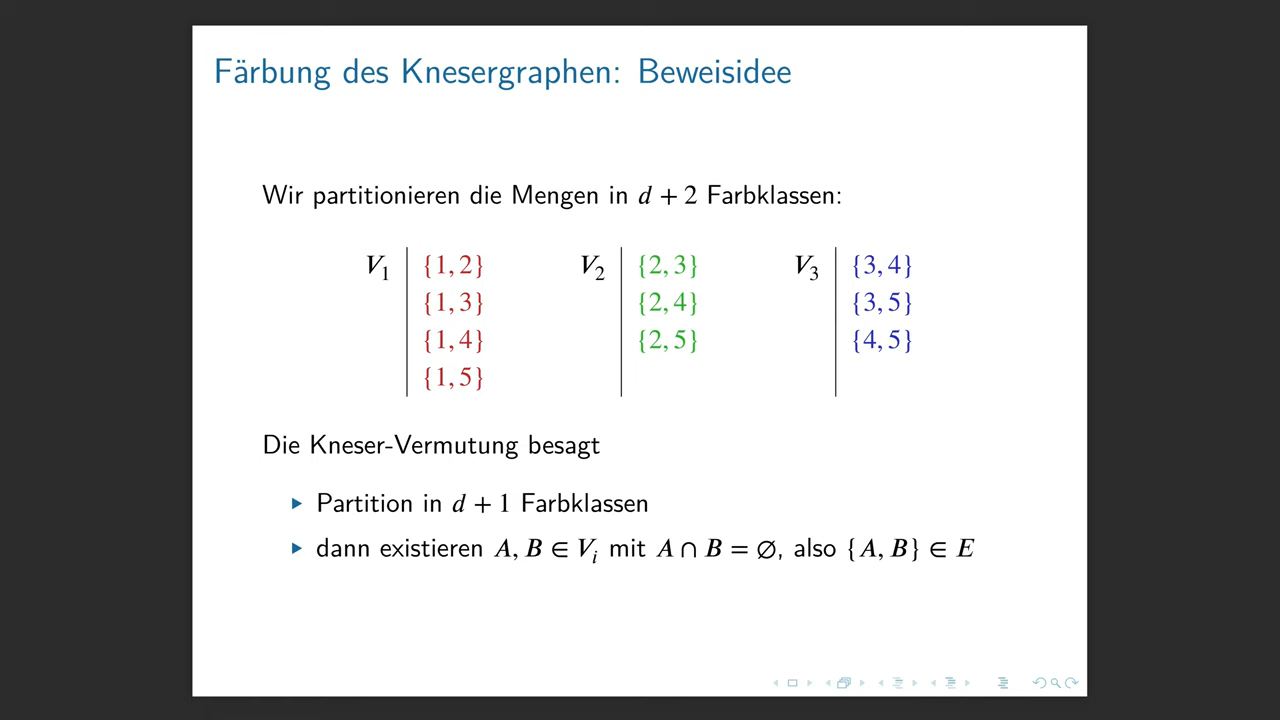 Färbung des Knesergraphen: Beweisidee
Wir partitionieren die Mengen in d + 2 Farbklassen:
V₁ {1, 2} V₂ {2, 3} V₃ {3, 4}
{1, 3} {2, 4} {3, 5}
{1, 4} {2, 5} {4, 5}
{1, 5}
Die Kneser-Vermutung besagt
▶ Partition in d + 1 Farbklassen
▶ dann existieren A, B ∈ Vᵢ mit A ∩ B = ∅, also {A, B} ∈ E